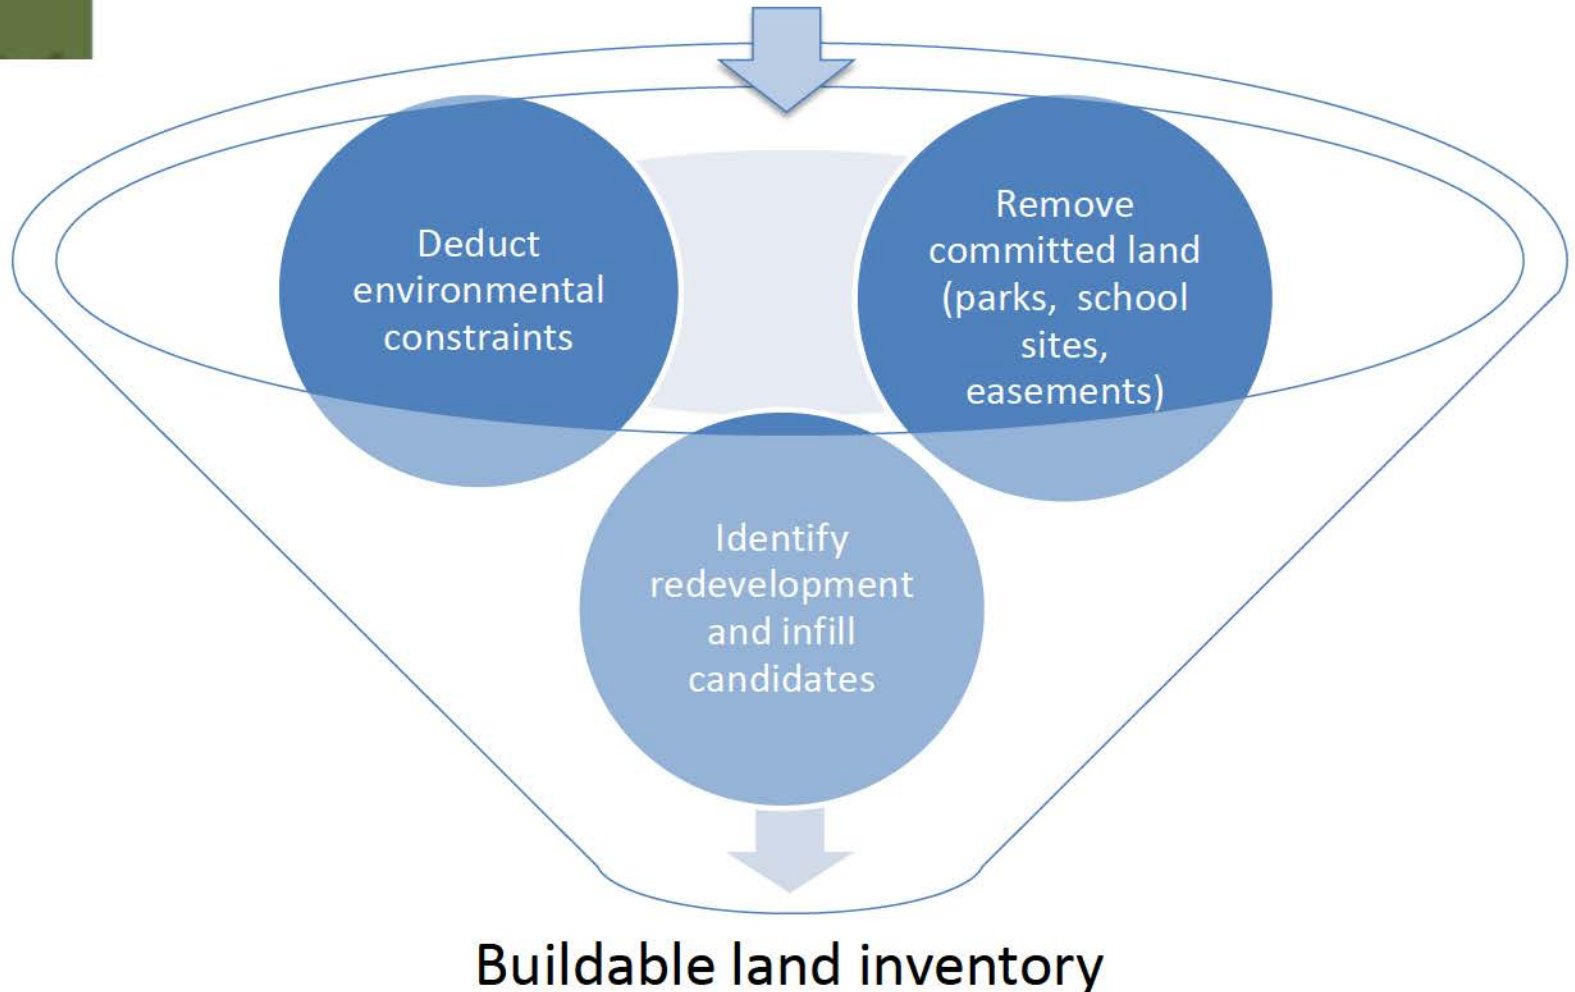 Deduct
environmental
constraints
Remove
committed land
(parks, school
sites,
easements)
Identify
redevelopment
and infill
candidates
Buildable land inventory